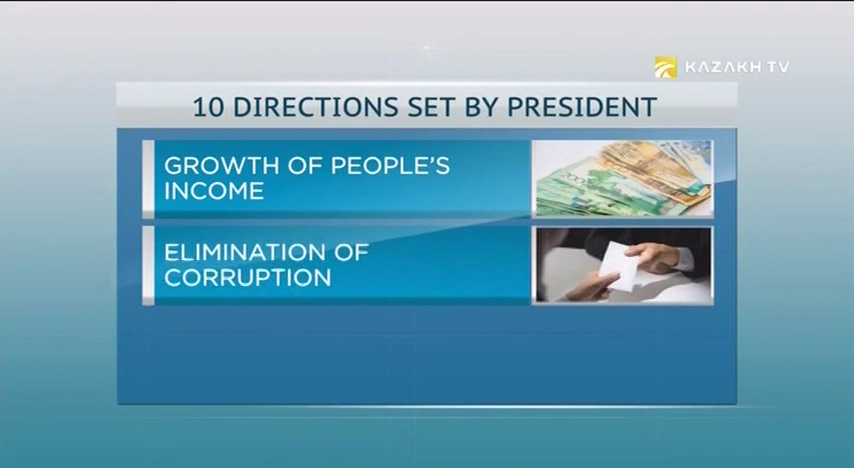 KAZAKH TV
10 DIRECTIONS SET BY PRESIDENT
GROWTH OF PEOPLE'S
INCOME
ELIMINATION OF
CORRUPTION